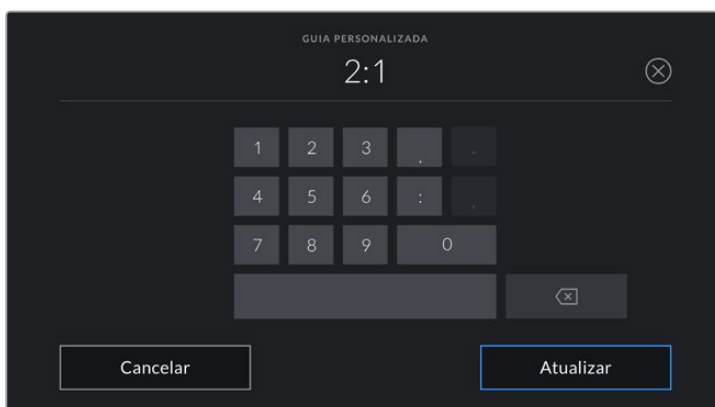 GUIA PERSONALIZADA
2:1
1 2 3 . -
4 5 6 : ,
7 8 9 0
Cancelar Atualizar